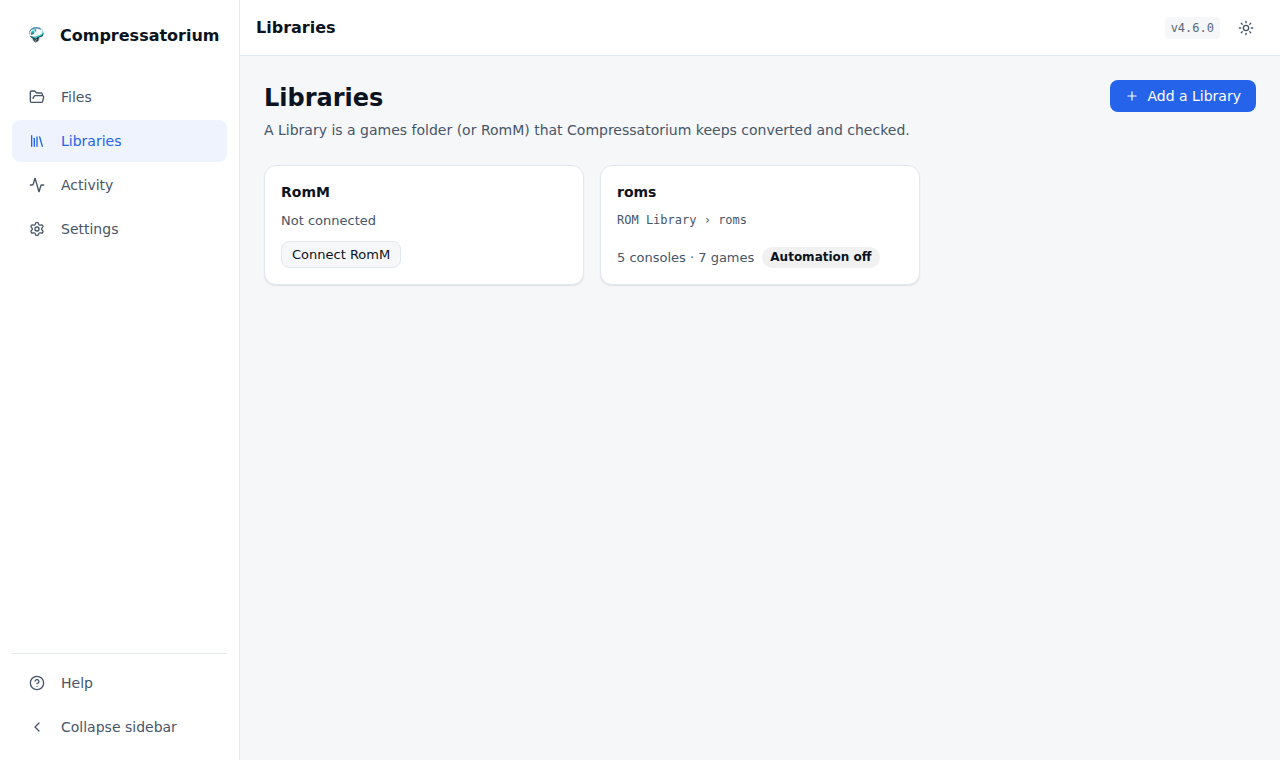 Compressatorium
Files
Libraries
Activity
Settings
Help
Collapse sidebar
Libraries
v4.6.0
Libraries
Add a Library
A Library is a games folder (or RomM) that Compressatorium keeps converted and checked.
RomM
Not connected
Connect RomM
roms
ROM Library › roms
5 consoles · 7 games Automation off